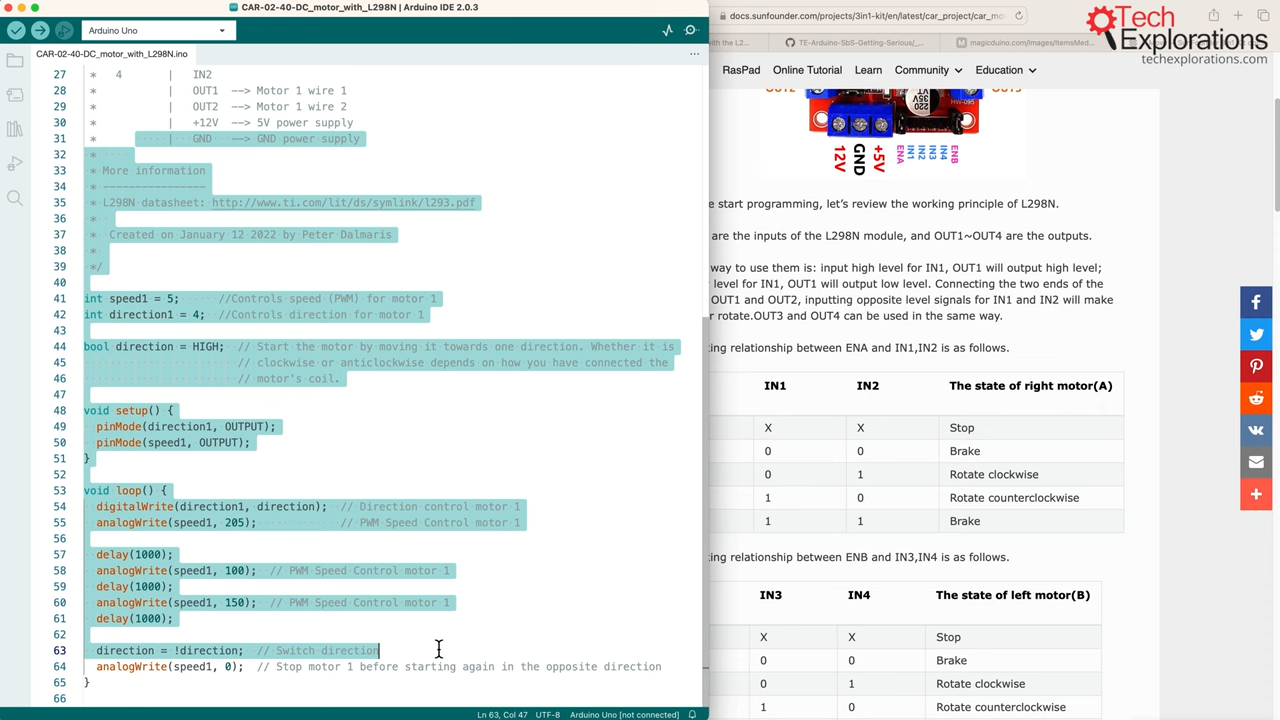 CAR-02-40-DC_motor_with_L298N | Arduino IDE 2.0.3
Arduino Uno
CAR-02-40-DC_motor_with_L298N.ino
27 * 4 | IN2
28 * | OUT1 --> Motor 1 wire 1
29 * | OUT2 --> Motor 1 wire 2
30 * | +12V --> 5V power supply
31 * | GND --> GND power supply
32 *
33 * More information
34 * ----------------
35 * L298N datasheet: http://www.ti.com/lit/ds/symlink/l293.pdf
36 *
37 * Created on January 12 2022 by Peter Dalmaris
38 *
39 */
40
41 int speed1 = 5; //Controls speed (PWM) for motor 1
42 int direction1 = 4; //Controls direction for motor 1
43
44 bool direction = HIGH; // Start the motor by moving it towards one direction. Whether it is
45 // clockwise or anticlockwise depends on how you have connected the
46 // motor's coil.
47
48 void setup() {
49 pinMode(direction1, OUTPUT);
50 pinMode(speed1, OUTPUT);
51 }
52
53 void loop() {
54 digitalWrite(direction1, direction); // Direction control motor 1
55 analogWrite(speed1, 205); // PWM Speed Control motor 1
56
57 delay(1000);
58 analogWrite(speed1, 100); // PWM Speed Control motor 1
59 delay(1000);
60 analogWrite(speed1, 150); // PWM Speed Control motor 1
61 delay(1000);
62
63 direction = !direction; // Switch direction
64 analogWrite(speed1, 0); // Stop motor 1 before starting again in the opposite direction
65 }
66
Ln 63, Col 47 UTF-8 Arduino Uno [not connected]
docs.sunfounder.com/projects/3in1-kit/en/latest/car_project/car_mo
Tech
Explorations
techexplorations.com
with the L2...
TE-Arduino-SbS-Getting-Serious/_...
magicduino.com/Images/ItemsMed...
RasPad Online Tutorial Learn Community Education
220
35V
HW-095
12V GND +5V ENA IN1 IN2 IN3 IN4 ENB
e start programming, let's review the working principle of L298N.
are the inputs of the L298N module, and OUT1~OUT4 are the outputs.
way to use them is: input high level for IN1, OUT1 will output high level;
level for IN1, OUT1 will output low level. Connecting the two ends of the
OUT1 and OUT2, inputting opposite level signals for IN1 and IN2 will make
r rotate.OUT3 and OUT4 can be used in the same way.
king relationship between ENA and IN1,IN2 is as follows.
IN1 IN2 The state of right motor(A)
X X Stop
0 0 Brake
0 1 Rotate clockwise
1 0 Rotate counterclockwise
1 1 Brake
king relationship between ENB and IN3,IN4 is as follows.
IN3 IN4 The state of left motor(B)
X X Stop
0 0 Brake
0 1 Rotate clockwise
1 0 Rotate counterclockwise